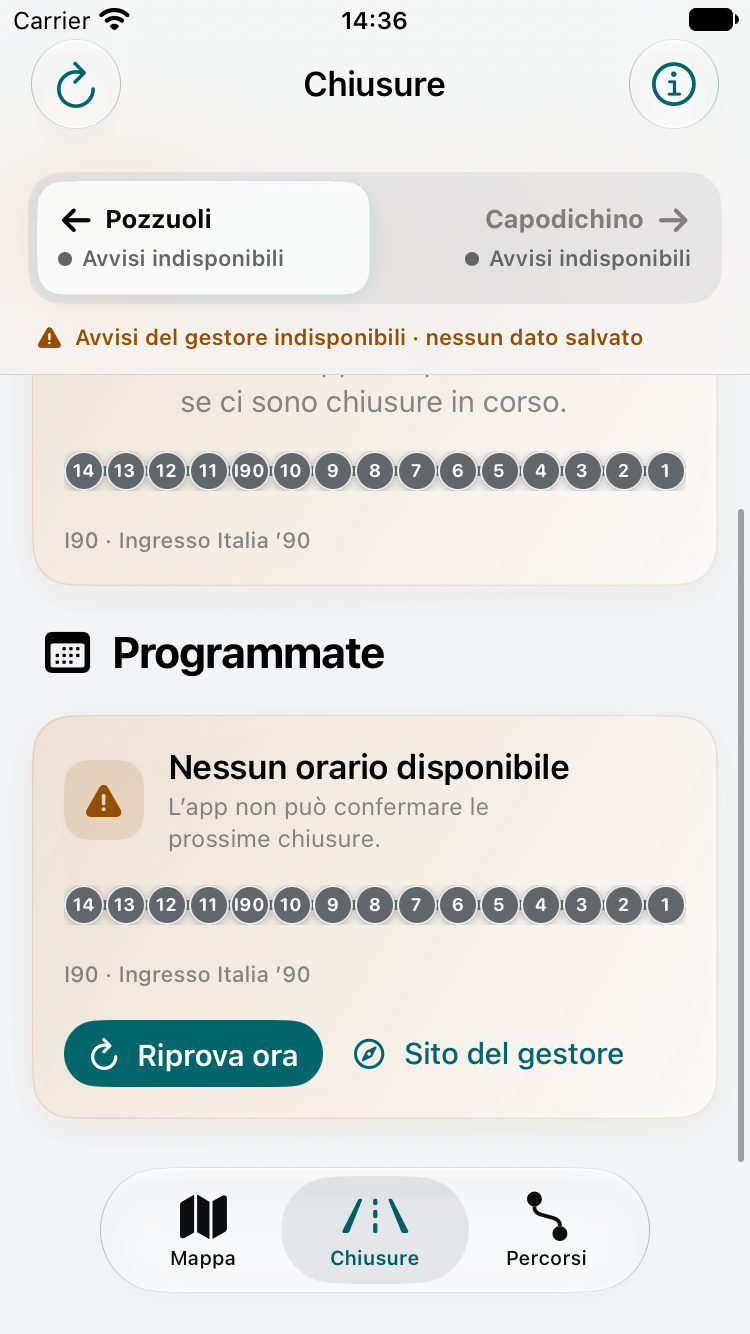 Carrier
14:36
Chiusure
Pozzuoli
Avvisi indisponibili
Capodichino
Avvisi indisponibili
Avvisi del gestore indisponibili · nessun dato salvato
se ci sono chiusure in corso.
14 13 12 11 I90 10 9 8 7 6 5 4 3 2 1
I90 · Ingresso Italia ’90
Programmate
Nessun orario disponibile
L’app non può confermare le
prossime chiusure.
14 13 12 11 I90 10 9 8 7 6 5 4 3 2 1
I90 · Ingresso Italia ’90
Riprova ora
Sito del gestore
Mappa
Chiusure
Percorsi